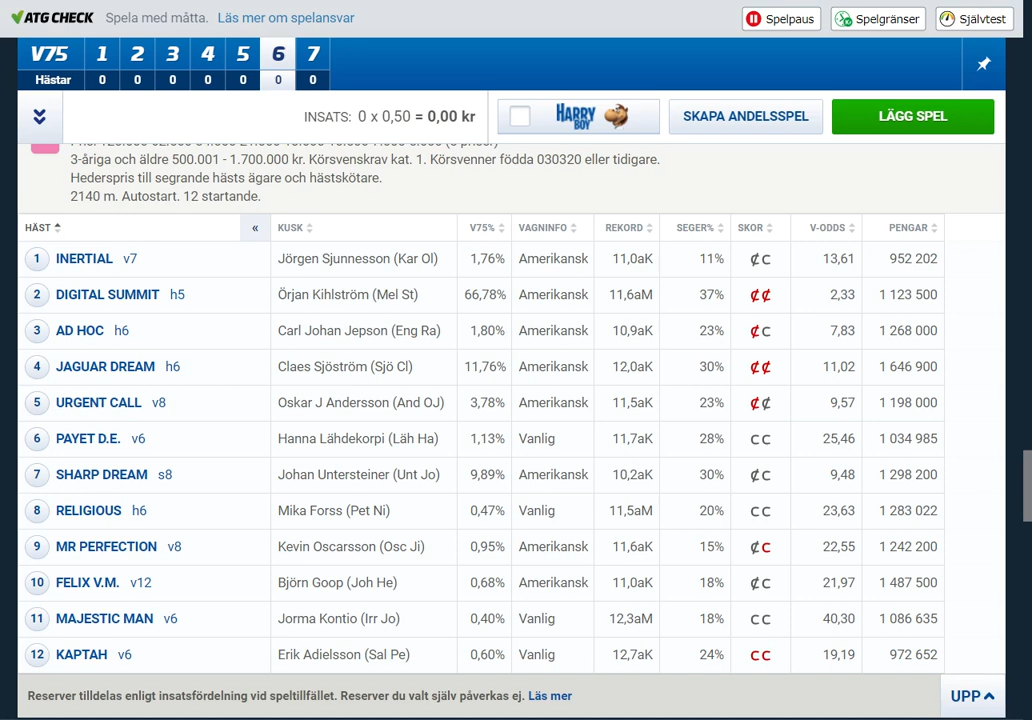 ATG CHECK Spela med måtta. Läs mer om spelansvar Spelpaus Spelgränser Självtest
V75 1 2 3 4 5 6 7
Hästar 0 0 0 0 0 0 0
INSATS: 0 x 0,50 = 0,00 kr HARRY BOY SKAPA ANDELSSPEL LÄGG SPEL
3-åriga och äldre 500.001 - 1.700.000 kr. Körsvenskrav kat. 1. Körsvenner födda 030320 eller tidigare.
Hederspris till segrande hästs ägare och hästskötare.
2140 m. Autostart. 12 startande.
HÄST « KUSK V75% VAGNINFO REKORD SEGER% SKOR V-ODDS PENGAR
1 INERTIAL v7 Jörgen Sjunnesson (Kar Ol) 1,76% Amerikansk 11,0aK 11% ȼ c 13,61 952 202
2 DIGITAL SUMMIT h5 Örjan Kihlström (Mel St) 66,78% Amerikansk 11,6aM 37% ȼ ȼ 2,33 1 123 500
3 AD HOC h6 Carl Johan Jepson (Eng Ra) 1,80% Amerikansk 10,9aK 23% ȼ c 7,83 1 268 000
4 JAGUAR DREAM h6 Claes Sjöström (Sjö Cl) 11,76% Amerikansk 12,0aK 30% ȼ ȼ 11,02 1 646 900
5 URGENT CALL v8 Oskar J Andersson (And OJ) 3,78% Amerikansk 11,5aK 23% ȼ ȼ 9,57 1 198 000
6 PAYET D.E. v6 Hanna Lähdekorpi (Läh Ha) 1,13% Vanlig 11,7aK 28% c c 25,46 1 034 985
7 SHARP DREAM s8 Johan Untersteiner (Unt Jo) 9,89% Amerikansk 10,2aK 30% ȼ c 9,48 1 298 200
8 RELIGIOUS h6 Mika Forss (Pet Ni) 0,47% Vanlig 11,5aM 20% c c 23,63 1 283 022
9 MR PERFECTION v8 Kevin Oscarsson (Osc Ji) 0,95% Amerikansk 11,6aK 15% ȼ c 22,55 1 242 200
10 FELIX V.M. v12 Björn Goop (Joh He) 0,68% Amerikansk 11,0aK 18% ȼ c 21,97 1 487 500
11 MAJESTIC MAN v6 Jorma Kontio (Irr Jo) 0,40% Vanlig 12,3aM 18% c c 40,30 1 086 635
12 KAPTAH v6 Erik Adielsson (Sal Pe) 0,60% Vanlig 12,7aK 24% c c 19,19 972 652
Reserver tilldelas enligt insatsfördelning vid speltillfället. Reserver du valt själv påverkas ej. Läs mer UPP